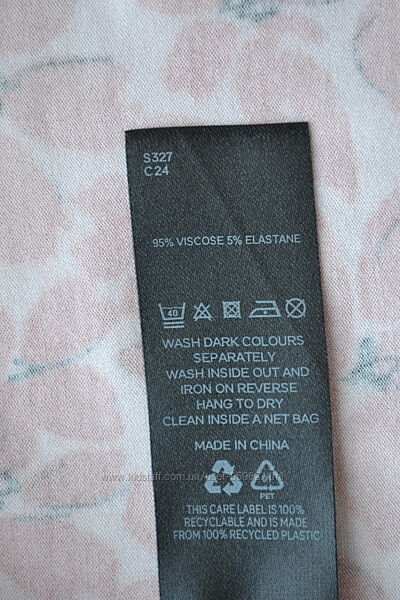 S327
C24
95% VISCOSE 5% ELASTANE
40
WASH DARK COLOURS
SEPARATELY
WASH INSIDE OUT AND
IRON ON REVERSE
HANG TO DRY
CLEAN INSIDE A NET BAG
MADE IN CHINA
PET
THIS CARE LABEL IS 100%
RECYCLABLE AND IS MADE
FROM 100% RECYCLED PLASTIC